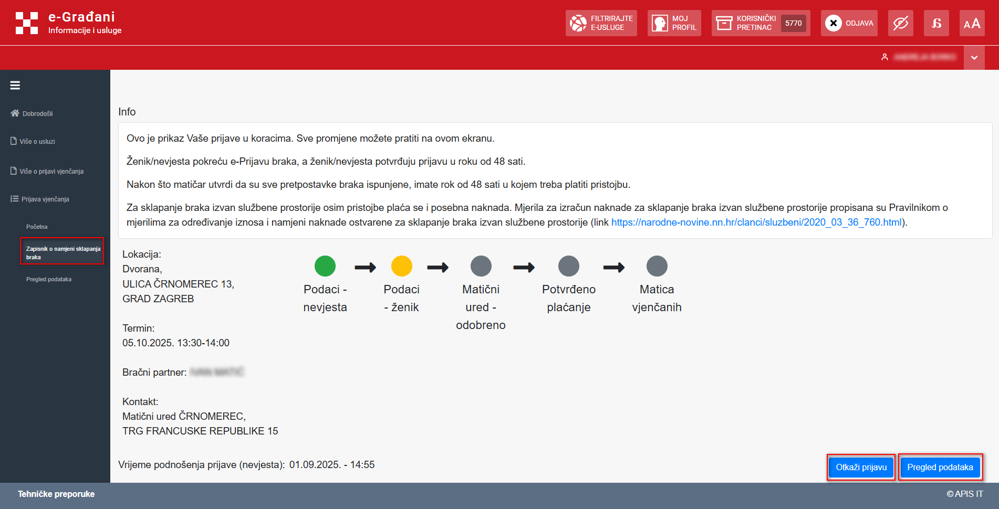 e-Građani
Informacije i usluge
FILTRIRAJTE
E-USLUGE
MOJ
PROFIL
KORISNIČKI
PRETINAC
5770
ODJAVA
AA
Dobrodošli
Više o usluzi
Više o prijavi vjenčanja
Prijava vjenčanja
Početna
Zapisnik o namjeni sklapanja
braka
Pregled podataka
Info
Ovo je prikaz Vaše prijave u koracima. Sve promjene možete pratiti na ovom ekranu.
Ženik/nevjesta pokreću e-Prijavu braka, a ženik/nevjesta potvrđuju prijavu u roku od 48 sati.
Nakon što matičar utvrdi da su sve pretpostavke braka ispunjene, imate rok od 48 sati u kojem treba platiti pristojbu.
Za sklapanje braka izvan službene prostorije osim pristojbe plaća se i posebna naknada. Mjerila za izračun naknade za sklapanje braka izvan službene prostorije propisana su Pravilnikom o
mjerilima za određivanje iznosa i namjeni naknade ostvarene za sklapanje braka izvan službene prostorije (link https://narodne-novine.nn.hr/clanci/sluzbeni/2020_03_36_760.html).
Lokacija:
Dvorana,
ULICA ČRNOMEREC 13,
GRAD ZAGREB
Termin:
05.10.2025. 13:30-14:00
Bračni partner:
Kontakt:
Matični ured ČRNOMEREC,
TRG FRANCUSKE REPUBLIKE 15
Podaci -
nevjesta
Podaci
- ženik
Matični
ured -
odobreno
Potvrđeno
plaćanje
Matica
vjenčanih
Vrijeme podnošenja prijave (nevjesta): 01.09.2025. - 14:55
Otkaži prijavu
Pregled podataka
Tehničke preporuke
© APIS IT